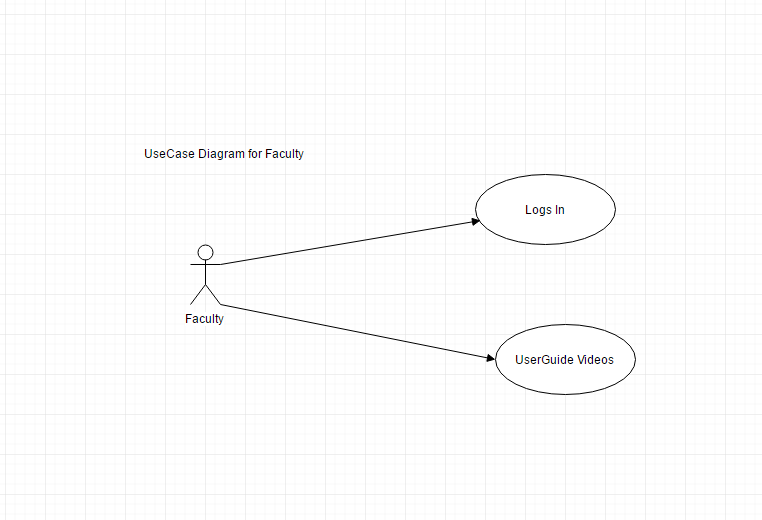 UseCase Diagram for Faculty
Logs In
Faculty
UserGuide Videos